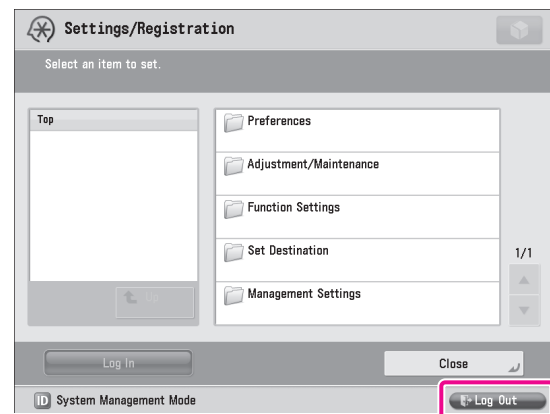 Settings/Registration
Select an item to set.
Top
Preferences
Adjustment/Maintenance
Function Settings
Set Destination
1/1
Management Settings
Up
Log In
Close
ID System Management Mode
Log Out